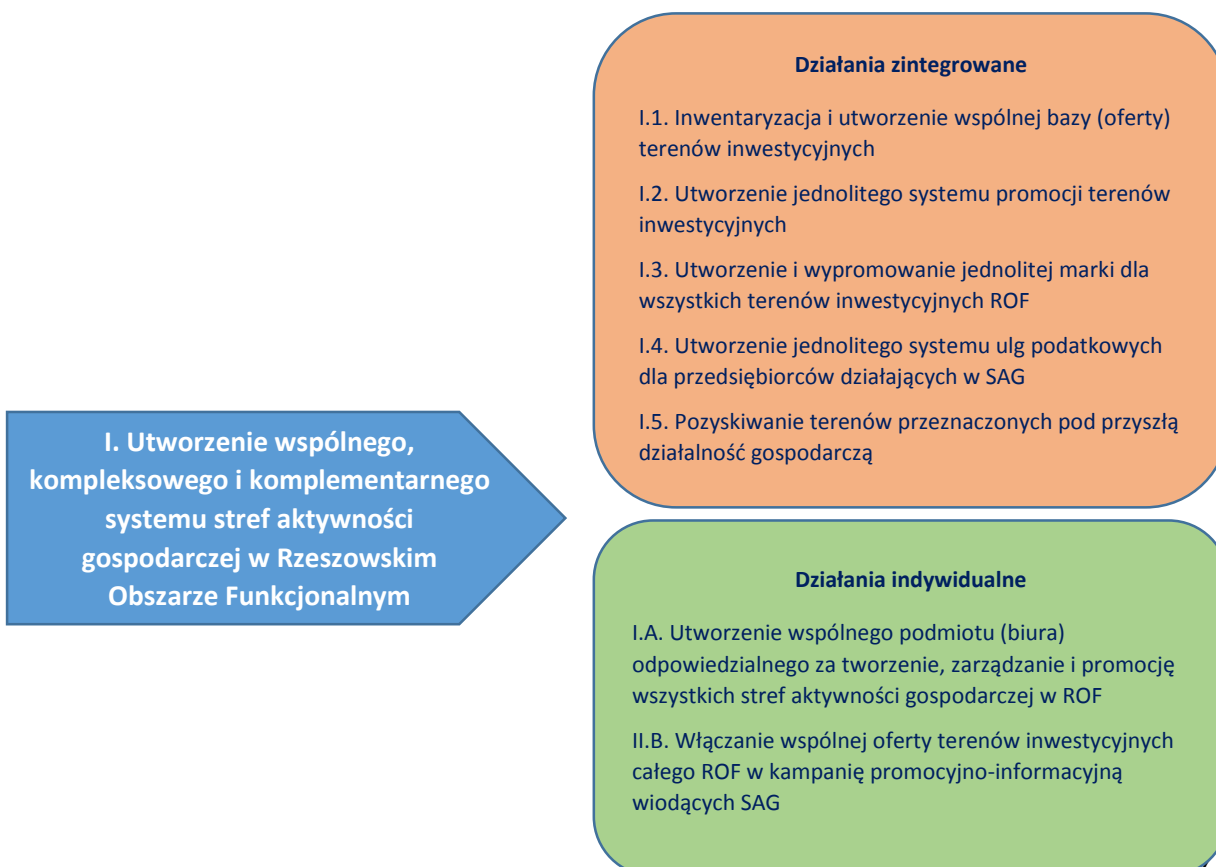 I. Utworzenie wspólnego,
kompleksowego i komplementarnego
systemu stref aktywności
gospodarczej w Rzeszowskim
Obszarze Funkcjonalnym
Działania zintegrowane
I.1. Inwentaryzacja i utworzenie wspólnej bazy (oferty)
terenów inwestycyjnych
I.2. Utworzenie jednolitego systemu promocji terenów
inwestycyjnych
I.3. Utworzenie i wypromowanie jednolitej marki dla
wszystkich terenów inwestycyjnych ROF
I.4. Utworzenie jednolitego systemu ulg podatkowych
dla przedsiębiorców działających w SAG
I.5. Pozyskiwanie terenów przeznaczonych pod przyszłą
działalność gospodarczą
Działania indywidualne
I.A. Utworzenie wspólnego podmiotu (biura)
odpowiedzialnego za tworzenie, zarządzanie i promocję
wszystkich stref aktywności gospodarczej w ROF
II.B. Włączanie wspólnej oferty terenów inwestycyjnych
całego ROF w kampanię promocyjno-informacyjną
wiodących SAG